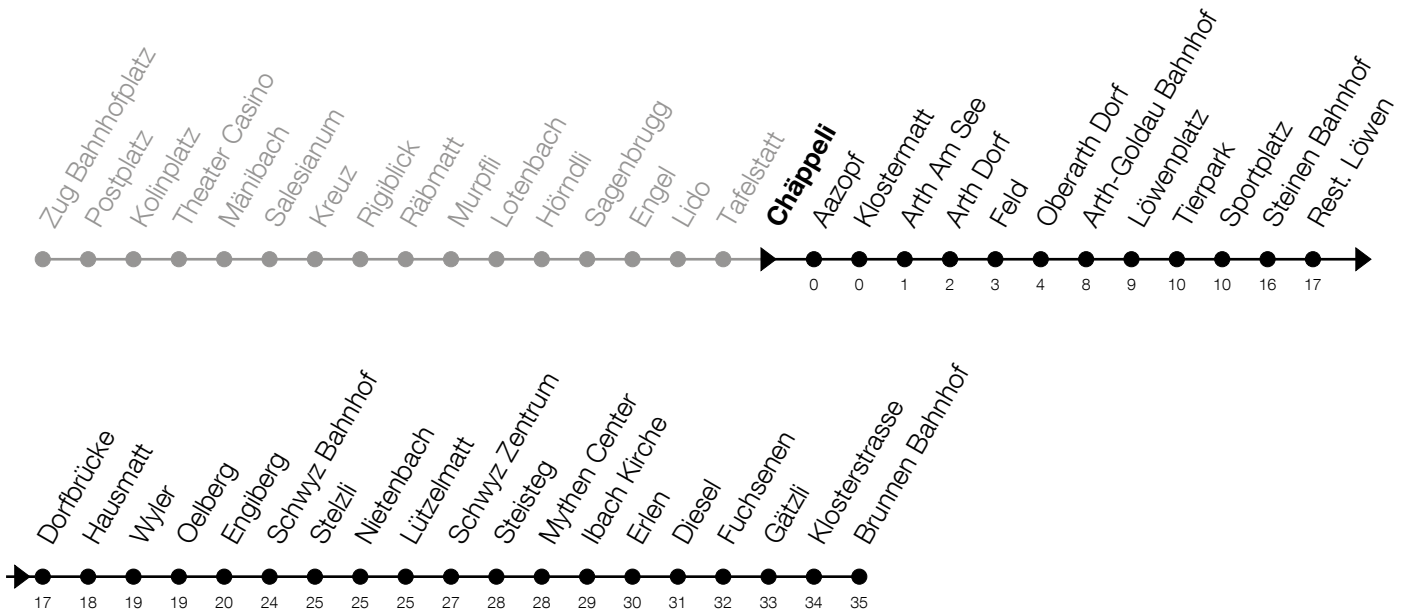 Zug Bahnhofplatz
Postplatz
Kolinplatz
Theater Casino
Mänibach
Salesianum
Kreuz
Rigiblick
Räbmatt
Murpfli
Lotenbach
Hörndli
Sagenbrugg
Engel
Lido
Tafelstatt
Chäppeli
Aazopf
Klostermatt
Arth Am See
Arth Dorf
Feld
Oberarth Dorf
Arth-Goldau Bahnhof
Löwenplatz
Tierpark
Sportplatz
Steinen Bahnhof
Rest. Löwen
0 0 1 2 3 4 8 9 10 10 16 17
Dorfbrücke
Hausmatt
Wyler
Oelberg
Engiberg
Schwyz Bahnhof
Stelzli
Nietenbach
Lützelmatt
Schwyz Zentrum
Steisteg
Mythen Center
Ibach Kirche
Erlen
Diesel
Fuchsenen
Gätzli
Klosterstrasse
Brunnen Bahnhof
17 18 19 19 20 24 25 25 25 27 28 28 29 30 31 32 33 34 35